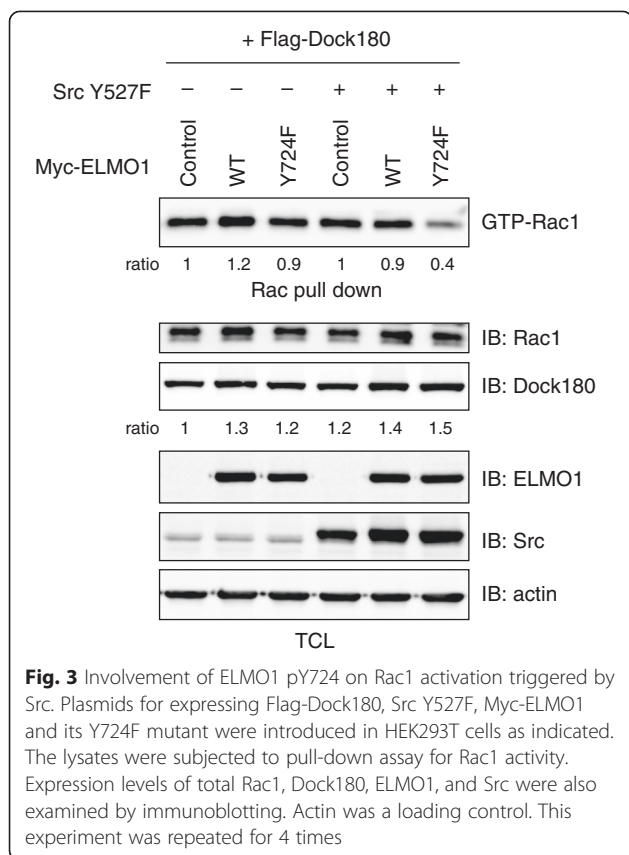 + Flag-Dock180
Src Y527F − − − + + +
Myc-ELMO1 Control WT Y724F Control WT Y724F
GTP-Rac1
ratio 1 1.2 0.9 1 0.9 0.4
Rac pull down
IB: Rac1
IB: Dock180
ratio 1 1.3 1.2 1.2 1.4 1.5
IB: ELMO1
IB: Src
IB: actin
TCL
Fig. 3 Involvement of ELMO1 pY724 on Rac1 activation triggered by
Src. Plasmids for expressing Flag-Dock180, Src Y527F, Myc-ELMO1
and its Y724F mutant were introduced in HEK293T cells as indicated.
The lysates were subjected to pull-down assay for Rac1 activity.
Expression levels of total Rac1, Dock180, ELMO1, and Src were also
examined by immunoblotting. Actin was a loading control. This
experiment was repeated for 4 times